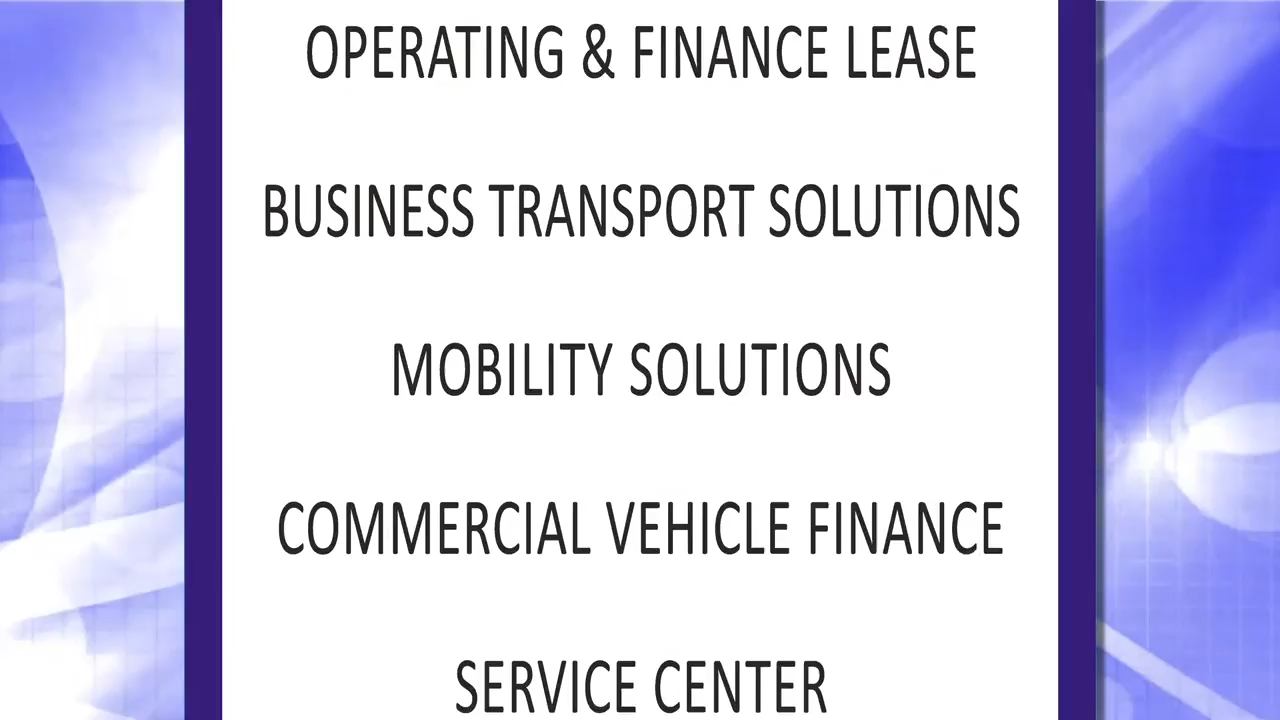 OPERATING & FINANCE LEASE
BUSINESS TRANSPORT SOLUTIONS
MOBILITY SOLUTIONS
COMMERCIAL VEHICLE FINANCE
SERVICE CENTER